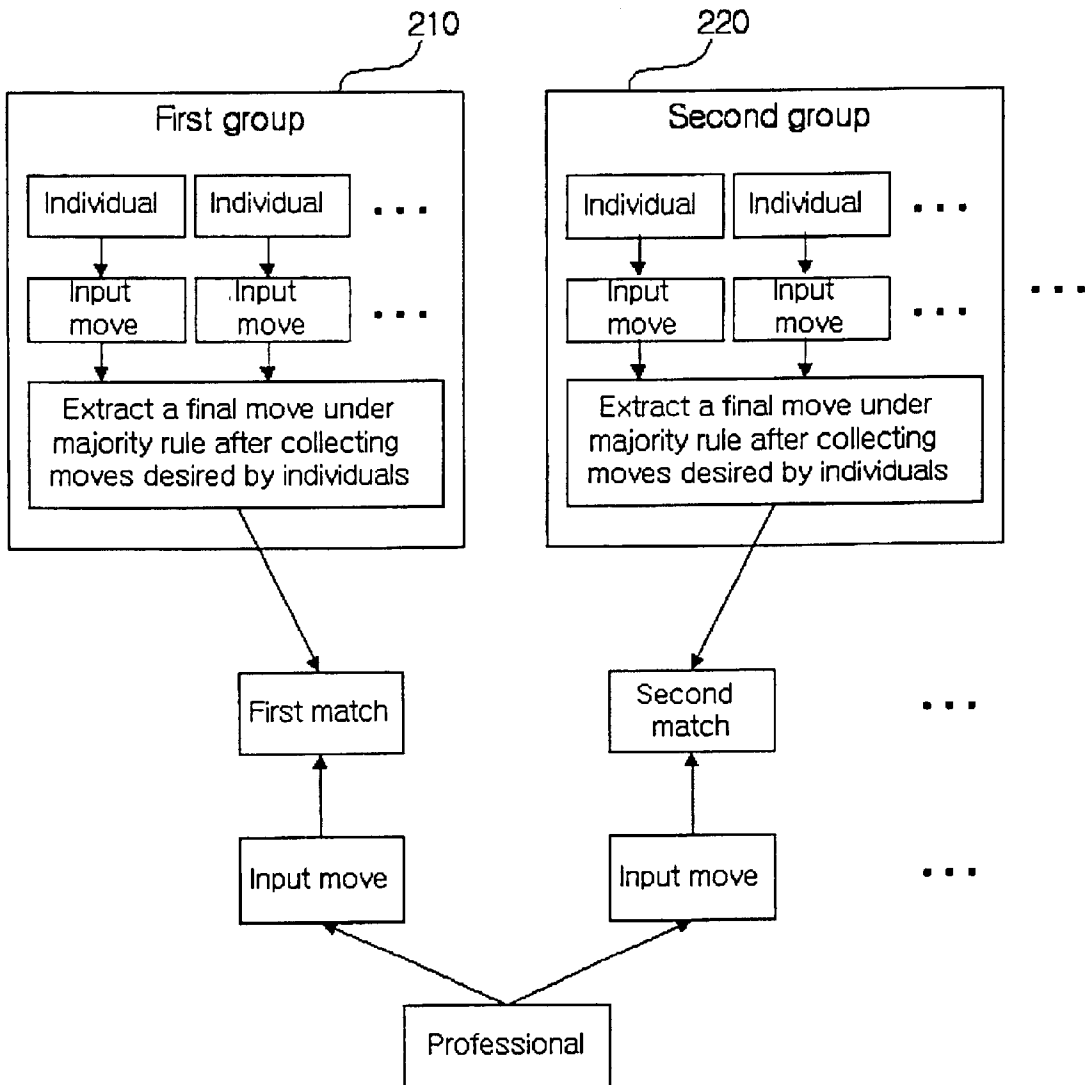 210
220
First group
Second group
Individual
Individual
...
Individual
Individual
...
Input
move
Input
move
...
Input
move
Input
move
...
...
Extract a final move under
majority rule after collecting
moves desired by individuals
Extract a final move under
majority rule after collecting
moves desired by individuals
First match
Second
match
...
Input move
Input move
...
Professional